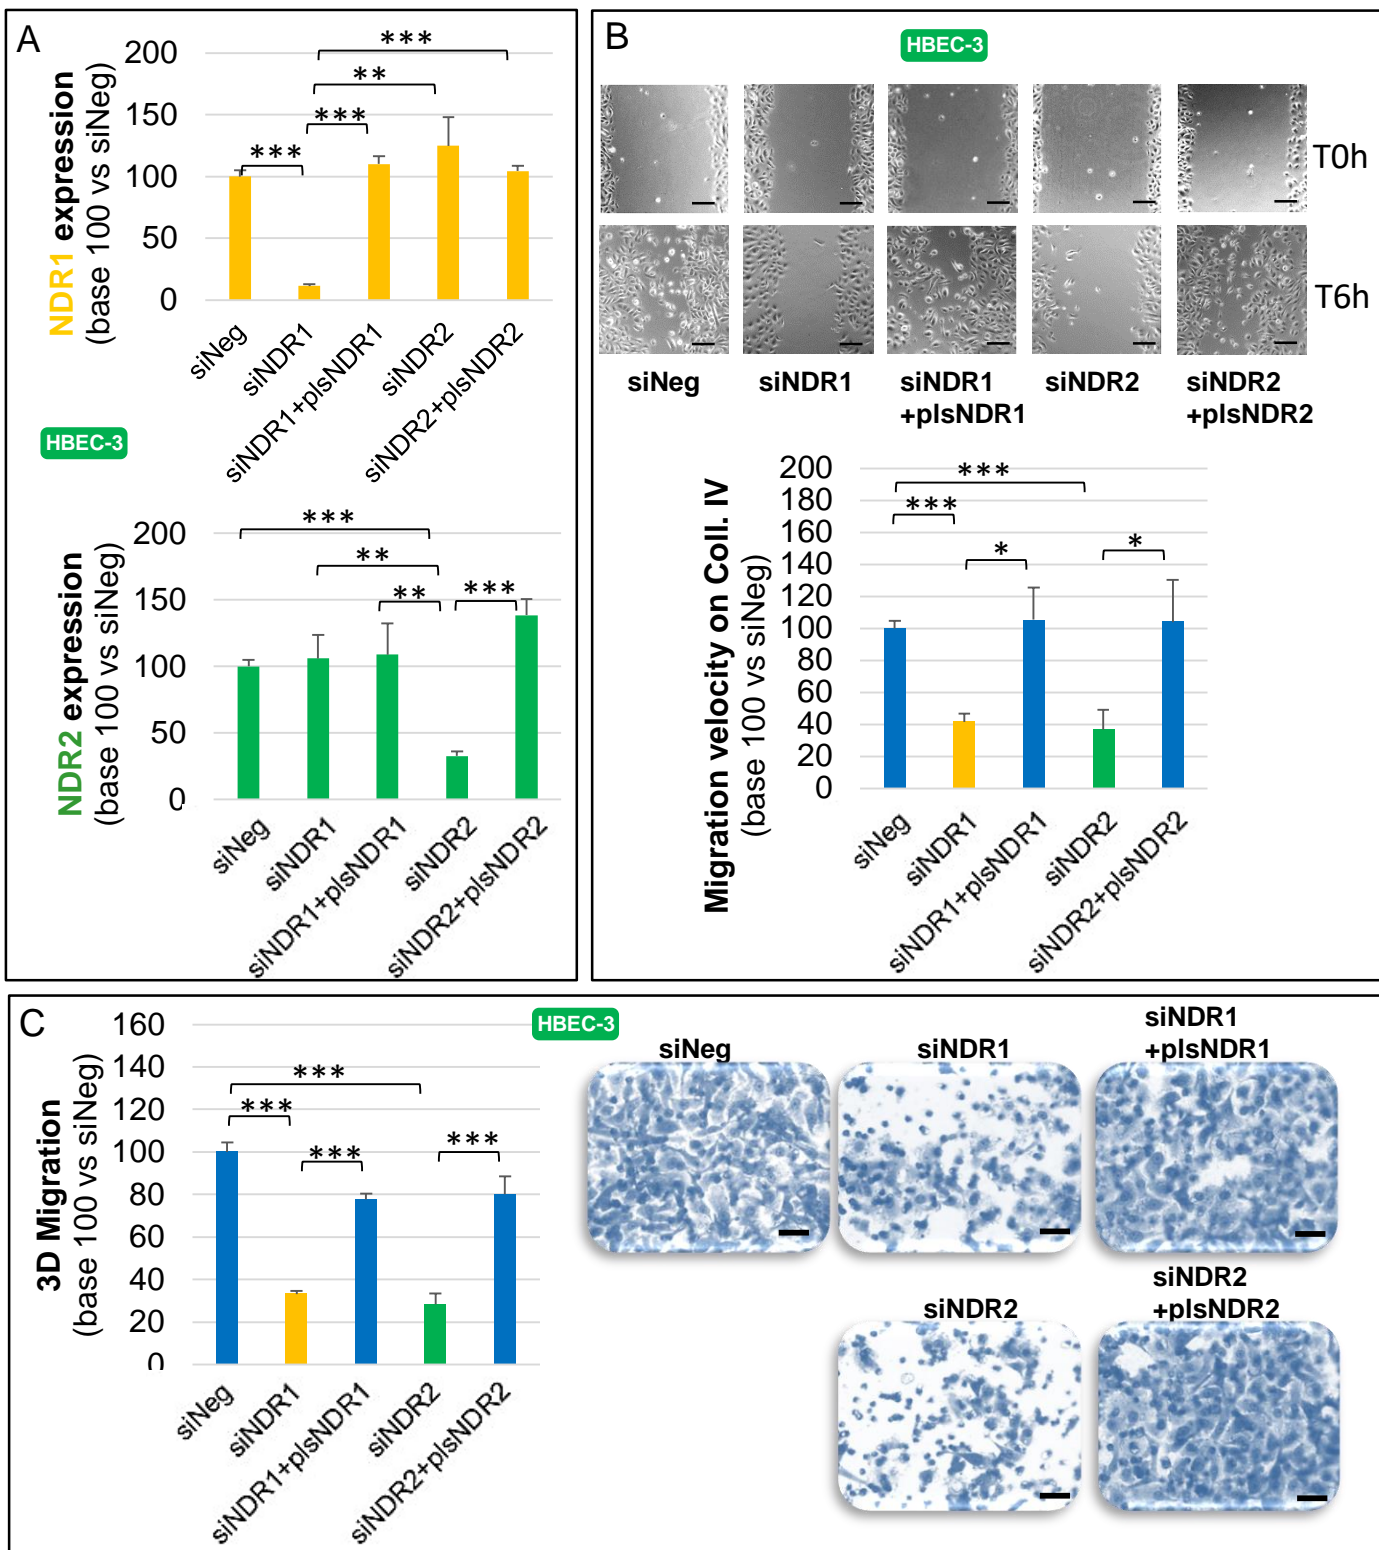 A
NDR1 expression
(base 100 vs siNeg)
200
150
100
50
0
***
**
***
***
siNeg
siNDR1
siNDR1+plsNDR1
siNDR2
siNDR2+plsNDR2
HBEC-3
NDR2 expression
(base 100 vs siNeg)
200
150
100
50
0
***
**
**
***
siNeg
siNDR1
siNDR1+plsNDR1
siNDR2
siNDR2+plsNDR2
B
HBEC-3
T0h
T6h
siNeg
siNDR1
siNDR1
+plsNDR1
siNDR2
siNDR2
+plsNDR2
Migration velocity on Coll. IV
(base 100 vs siNeg)
200
180
160
140
120
100
80
60
40
20
0
***
***
*
*
siNeg
siNDR1
siNDR1+plsNDR1
siNDR2
siNDR2+plsNDR2
C
HBEC-3
3D Migration
(base 100 vs siNeg)
160
140
120
100
80
60
40
20
0
***
***
***
***
siNeg
siNDR1
siNDR1+plsNDR1
siNDR2
siNDR2+plsNDR2
siNeg
siNDR1
siNDR1
+plsNDR1
siNDR2
siNDR2
+plsNDR2